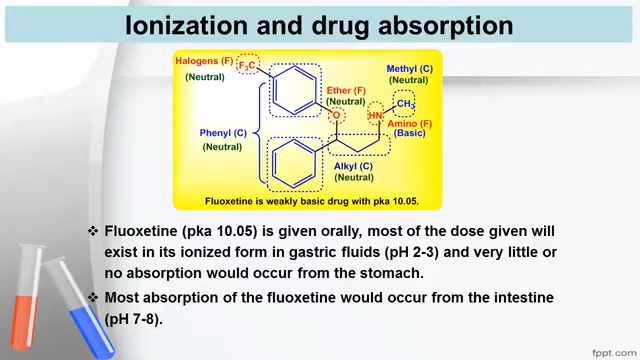 Ionization and drug absorption
Halogens (F)
(Neutral)
F₃C
Methyl (C)
(Neutral)
Ether (F)
(Neutral)
CH₃
O
HN
Amino (F)
(Basic)
Phenyl (C)
(Neutral)
Alkyl (C)
(Neutral)
Fluoxetine is weakly basic drug with pka 10.05.
❖ Fluoxetine (pka 10.05) is given orally, most of the dose given will
exist in its ionized form in gastric fluids (pH 2-3) and very little or
no absorption would occur from the stomach.
❖ Most absorption of the fluoxetine would occur from the intestine
(pH 7-8).
fppt.com